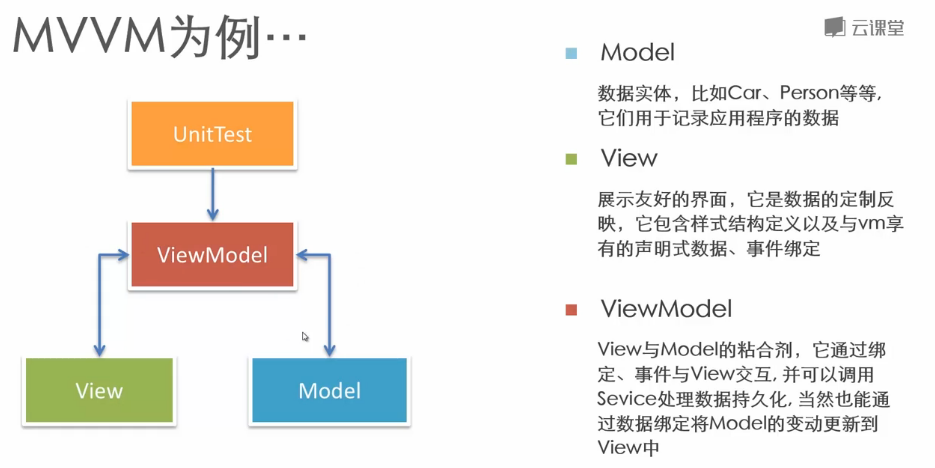 MVVM为例…
云课堂
UnitTest
ViewModel
View
Model
Model
数据实体，比如Car、Person等等,
它们用于记录应用程序的数据
View
展示友好的界面，它是数据的定制反
映，它包含样式结构定义以及与vm享
有的声明式数据、事件绑定
ViewModel
View与Model的粘合剂，它通过绑
定、事件与View交互, 并可以调用
Sevice处理数据持久化, 当然也能通
过数据绑定将Model的变动更新到
View中